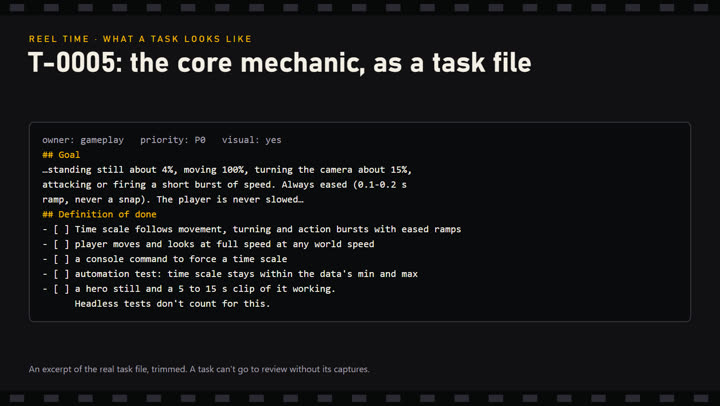 REEL TIME · WHAT A TASK LOOKS LIKE
T-0005: the core mechanic, as a task file
owner: gameplay   priority: P0   visual: yes
## Goal
…standing still about 4%, moving 100%, turning the camera about 15%,
attacking or firing a short burst of speed. Always eased (0.1-0.2 s
ramp, never a snap). The player is never slowed…
## Definition of done
- [ ] Time scale follows movement, turning and action bursts with eased ramps
- [ ] player moves and looks at full speed at any world speed
- [ ] a console command to force a time scale
- [ ] automation test: time scale stays within the data's min and max
- [ ] a hero still and a 5 to 15 s clip of it working.
Headless tests don't count for this.
An excerpt of the real task file, trimmed. A task can't go to review without its captures.